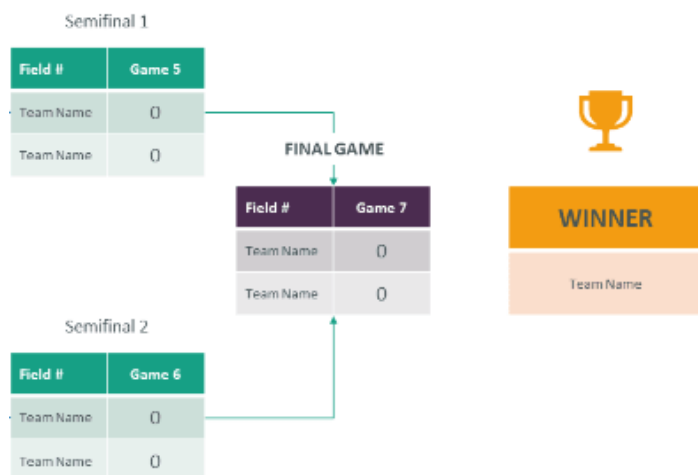 Semifinal 1
Field # Game 5
Team Name 0
Team Name 0
FINAL GAME
Field # Game 7
Team Name 0
Team Name 0
WINNER
Team Name
Semifinal 2
Field # Game 6
Team Name 0
Team Name 0